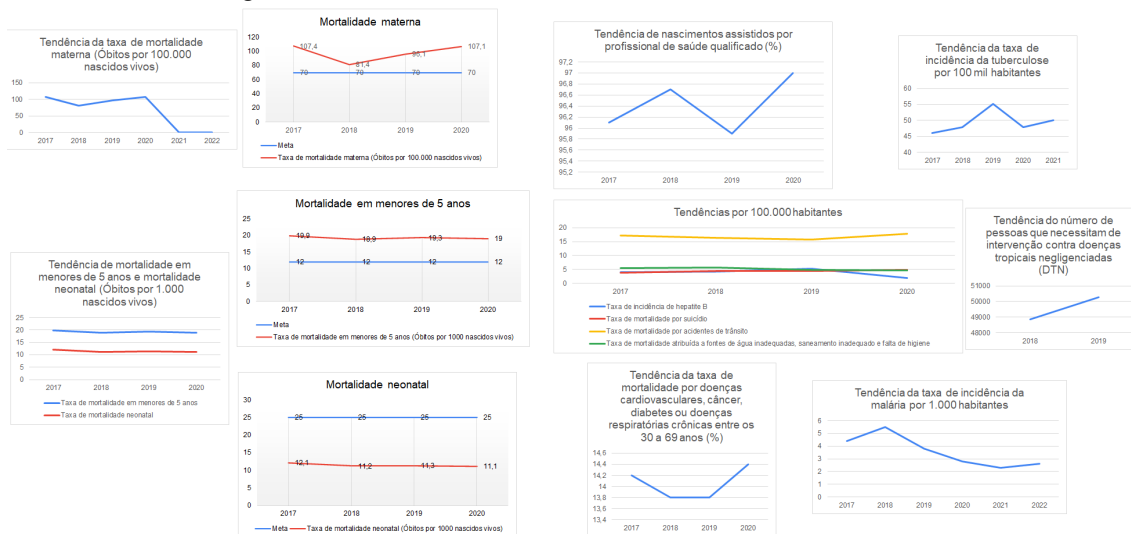 Tendência da taxa de mortalidade
materna (Óbitos por 100.000
nascidos vivos)
150
100
50
0
2017 2018 2019 2020 2021 2022
Mortalidade materna
120
100
80
60
40
20
0
107,4
81,4
96,1
107,1
70 70 70 70
2017 2018 2019 2020
Meta
Taxa de mortalidade materna (Óbitos por 100.000 nascidos vivos)
Tendência de nascimentos assistidos por
profissional de saúde qualificado (%)
97,2
97
96,8
96,6
96,4
96,2
96
95,8
95,6
95,4
95,2
2017 2018 2019 2020
Tendência da taxa de
incidência da tuberculose
por 100 mil habitantes
60
55
50
45
40
2017 2018 2019 2020 2021
Tendência de mortalidade em
menores de 5 anos e mortalidade
neonatal (Óbitos por 1.000
nascidos vivos)
25
20
15
10
5
0
2017 2018 2019 2020
Taxa de mortalidade em menores de 5 anos
Taxa de mortalidade neonatal
Mortalidade em menores de 5 anos
25
20
15
10
5
0
19,9 18,9 19,3 19
12 12 12 12
2017 2018 2019 2020
Meta
Taxa de mortalidade em menores de 5 anos (Óbitos por 1000 nascidos vivos)
Tendências por 100.000 habitantes
20
15
10
5
0
2017 2018 2019 2020
Taxa de incidência de hepatite B
Taxa de mortalidade por suicídio
Taxa de mortalidade por acidentes de trânsito
Taxa de mortalidade atribuída a fontes de água inadequadas, saneamento inadequado e falta de higiene
Tendência do número de
pessoas que necessitam de
intervenção contra doenças
tropicais negligenciadas
(DTN)
51000
50000
49000
48000
2018 2019
Mortalidade neonatal
30
25
20
15
10
5
0
25 25 25 25
12,1 11,2 11,3 11,1
2017 2018 2019 2020
Meta Taxa de mortalidade neonatal (Óbitos por 1000 nascidos vivos)
Tendência da taxa de
mortalidade por doenças
cardiovasculares, câncer,
diabetes ou doenças
respiratórias crônicas entre os
30 a 69 anos (%)
14,6
14,4
14,2
14
13,8
13,6
13,4
2017 2018 2019 2020
Tendência da taxa de incidência da
malária por 1.000 habitantes
6
5
4
3
2
1
0
2017 2018 2019 2020 2021 2022